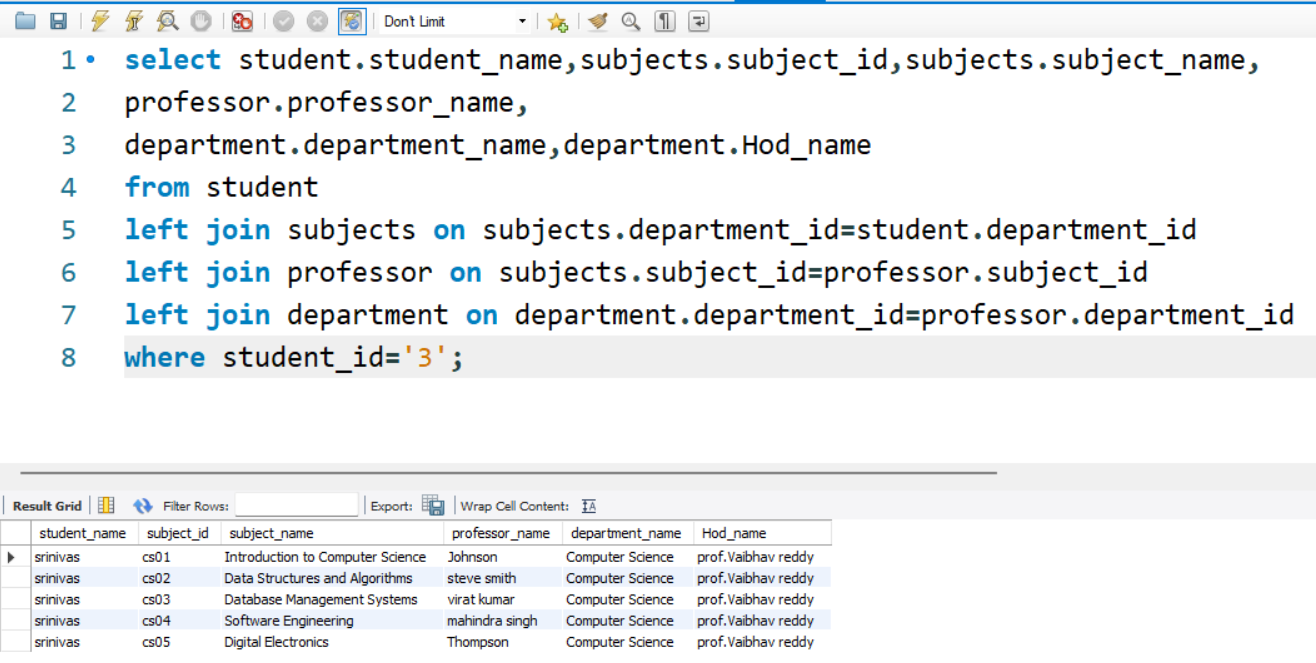 Don't Limit
1 select student.student_name,subjects.subject_id,subjects.subject_name,
2 professor.professor_name,
3 department.department_name,department.Hod_name
4 from student
5 left join subjects on subjects.department_id=student.department_id
6 left join professor on subjects.subject_id=professor.subject_id
7 left join department on department.department_id=professor.department_id
8 where student_id='3';
Result Grid Filter Rows: Export: Wrap Cell Content: IA
student_name subject_id subject_name professor_name department_name Hod_name
srinivas cs01 Introduction to Computer Science Johnson Computer Science prof.Vaibhav reddy
srinivas cs02 Data Structures and Algorithms steve smith Computer Science prof.Vaibhav reddy
srinivas cs03 Database Management Systems virat kumar Computer Science prof.Vaibhav reddy
srinivas cs04 Software Engineering mahindra singh Computer Science prof.Vaibhav reddy
srinivas cs05 Digital Electronics Thompson Computer Science prof.Vaibhav reddy